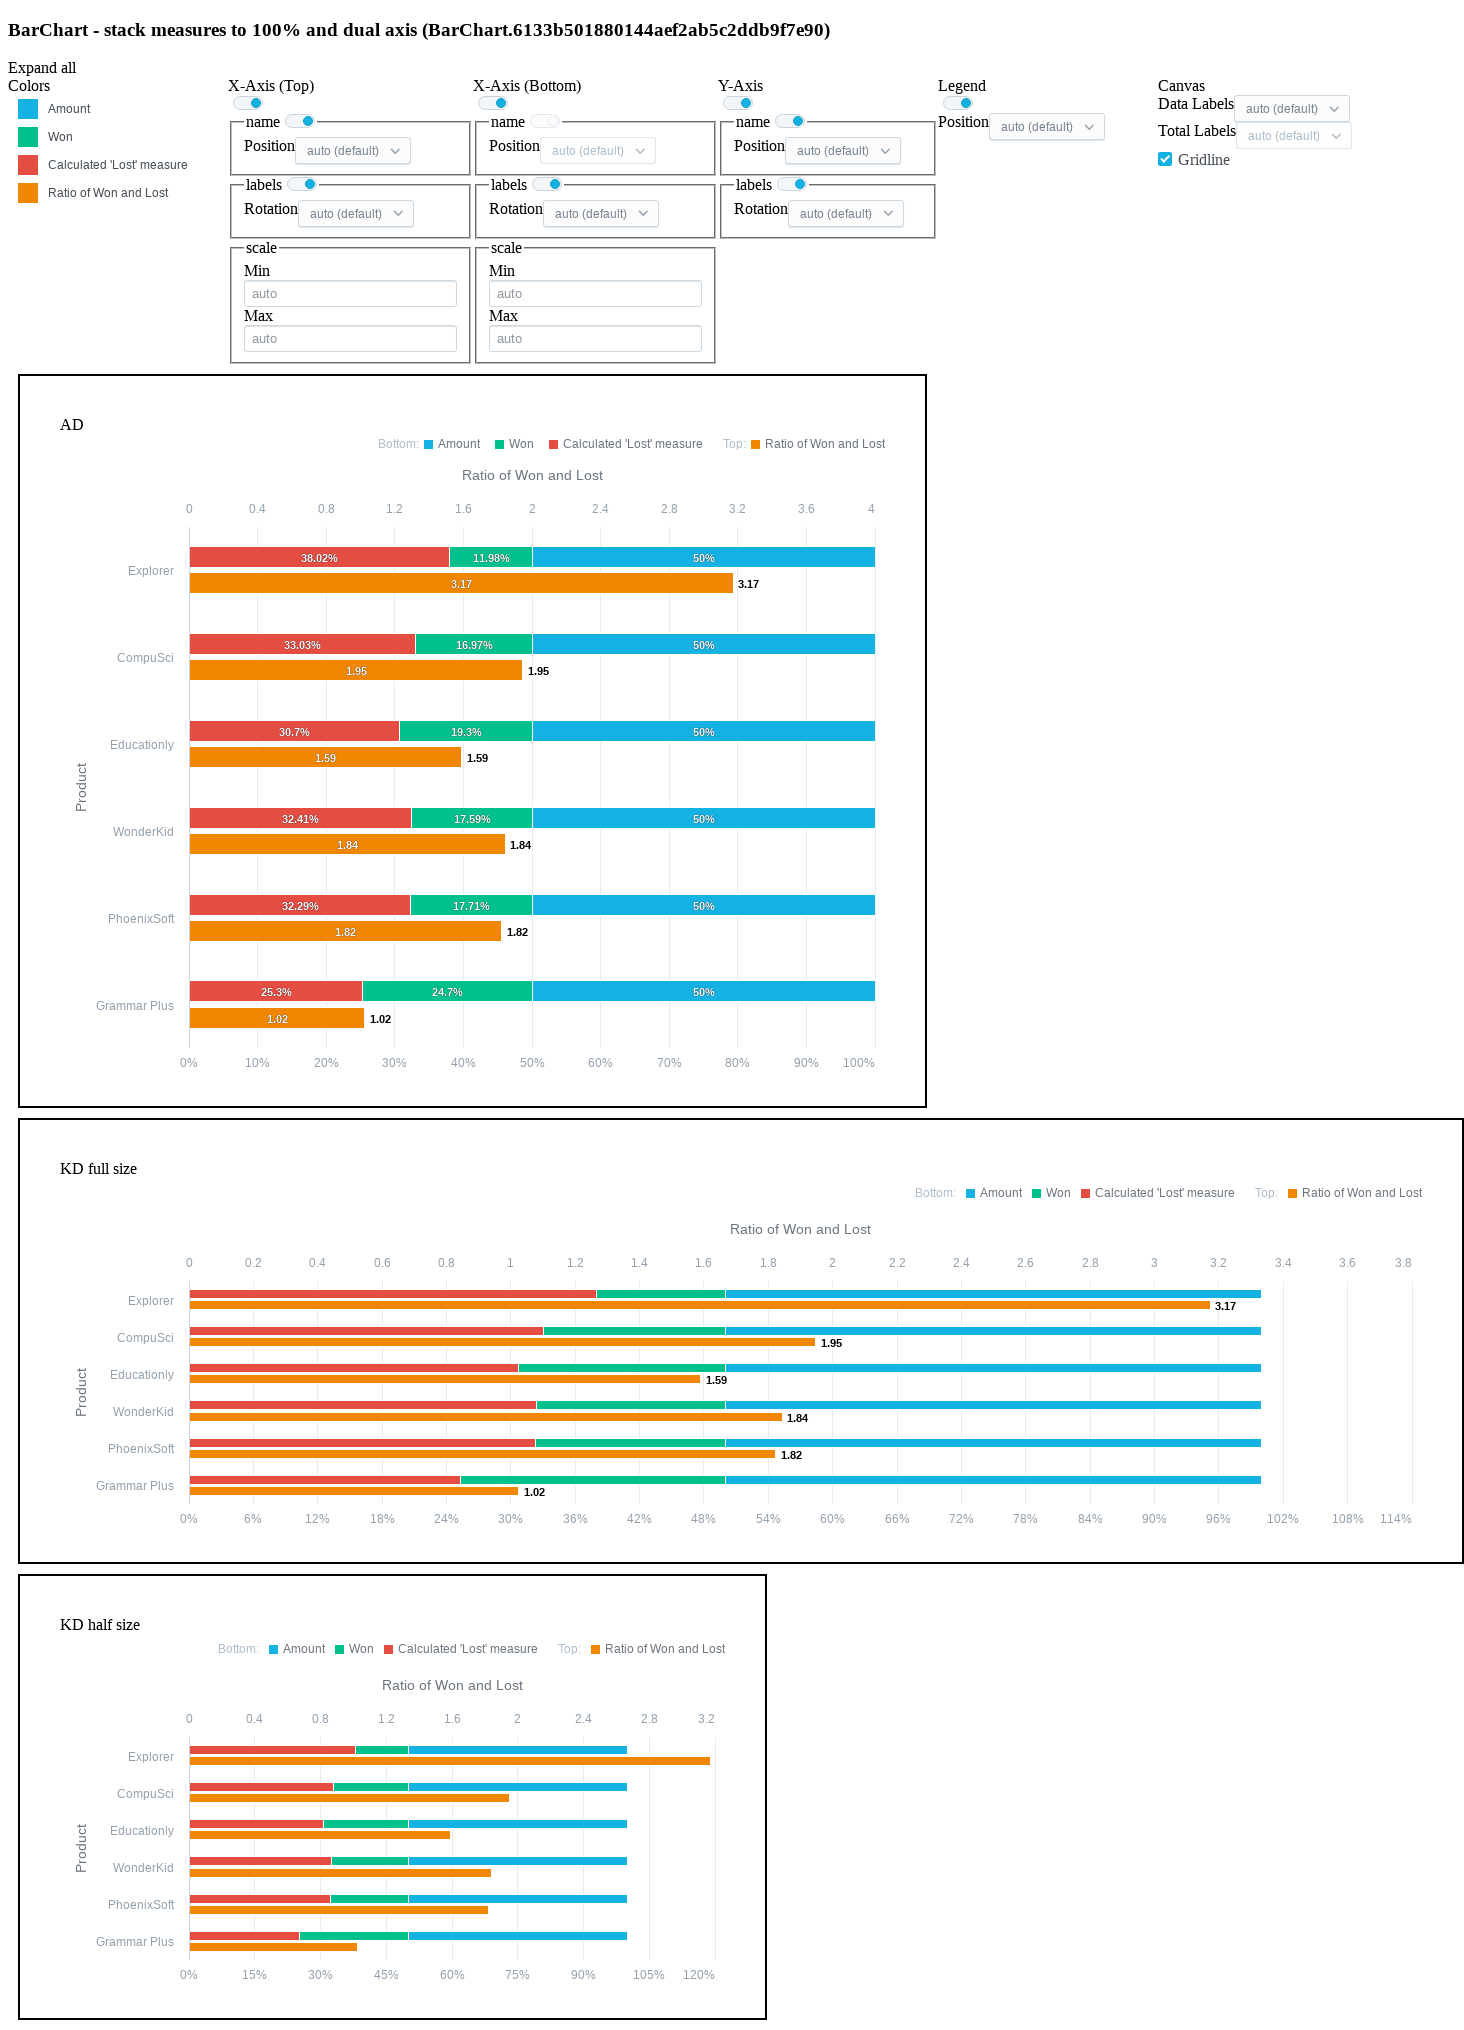 BarChart - stack measures to 100% and dual axis (BarChart.6133b501880144aef2ab5c2ddb9f7e90)
Expand all
Colors
Amount
Won
Calculated 'Lost' measure
Ratio of Won and Lost
X-Axis (Top)
name
Position auto (default)
labels
Rotation auto (default)
scale
Min
auto
Max
auto
X-Axis (Bottom)
name
Position auto (default)
labels
Rotation auto (default)
scale
Min
auto
Max
auto
Y-Axis
name
Position auto (default)
labels
Rotation auto (default)
Legend
Position auto (default)
Canvas
Data Labels auto (default)
Total Labels auto (default)
Gridline
AD
Bottom: Amount Won Calculated 'Lost' measure Top: Ratio of Won and Lost
Ratio of Won and Lost
0 0.4 0.8 1.2 1.6 2 2.4 2.8 3.2 3.6 4
Product
38.02% 11.98% 50%
Explorer
3.17 3.17
33.03% 16.97% 50%
CompuSci
1.95 1.95
30.7% 19.3% 50%
Educationly
1.59 1.59
32.41% 17.59% 50%
WonderKid
1.84 1.84
32.29% 17.71% 50%
PhoenixSoft
1.82 1.82
25.3% 24.7% 50%
Grammar Plus
1.02 1.02
0% 10% 20% 30% 40% 50% 60% 70% 80% 90% 100%
KD full size
Bottom: Amount Won Calculated 'Lost' measure Top: Ratio of Won and Lost
Ratio of Won and Lost
0 0.2 0.4 0.6 0.8 1 1.2 1.4 1.6 1.8 2 2.2 2.4 2.6 2.8 3 3.2 3.4 3.6 3.8
Product
Explorer 3.17
CompuSci 1.95
Educationly 1.59
WonderKid 1.84
PhoenixSoft 1.82
Grammar Plus 1.02
0% 6% 12% 18% 24% 30% 36% 42% 48% 54% 60% 66% 72% 78% 84% 90% 96% 102% 108% 114%
KD half size
Bottom: Amount Won Calculated 'Lost' measure Top: Ratio of Won and Lost
Ratio of Won and Lost
0 0.4 0.8 1.2 1.6 2 2.4 2.8 3.2
Product
Explorer
CompuSci
Educationly
WonderKid
PhoenixSoft
Grammar Plus
0% 15% 30% 45% 60% 75% 90% 105% 120%